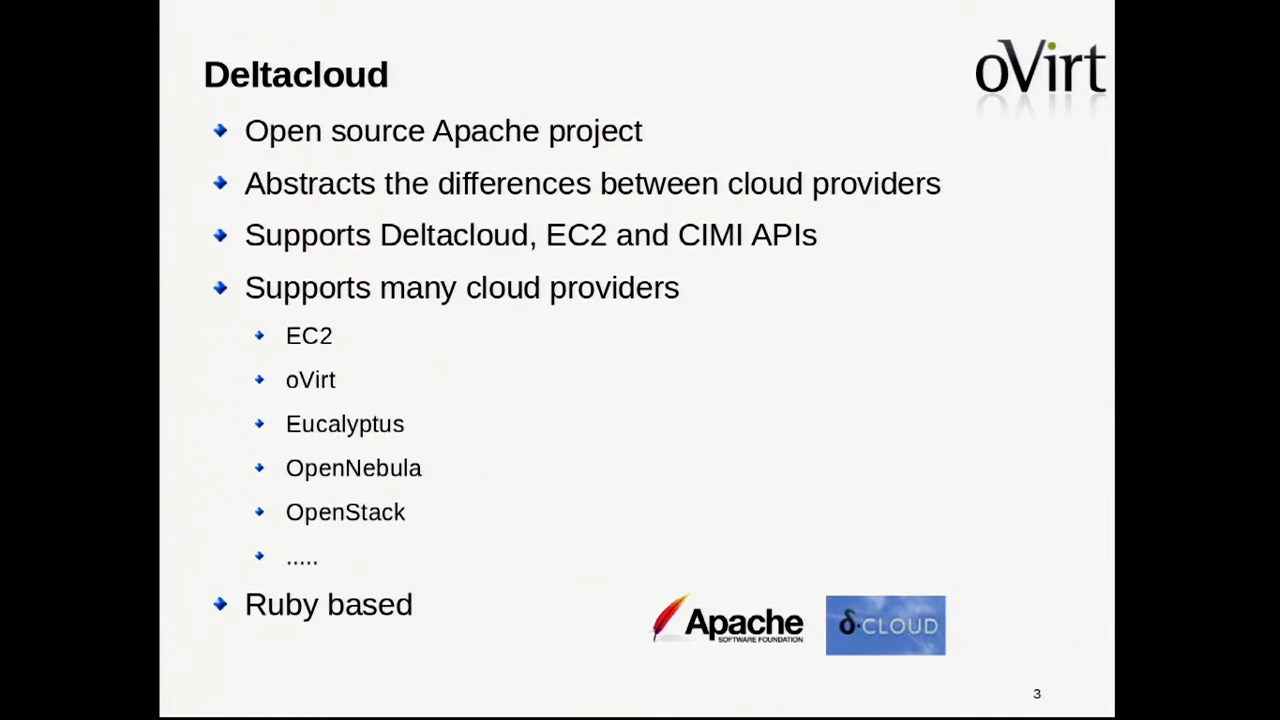 oVirt
Deltacloud
Open source Apache project
Abstracts the differences between cloud providers
Supports Deltacloud, EC2 and CIMI APIs
Supports many cloud providers
EC2
oVirt
Eucalyptus
OpenNebula
OpenStack
.....
Ruby based
Apache
SOFTWARE FOUNDATION
δ·CLOUD
3